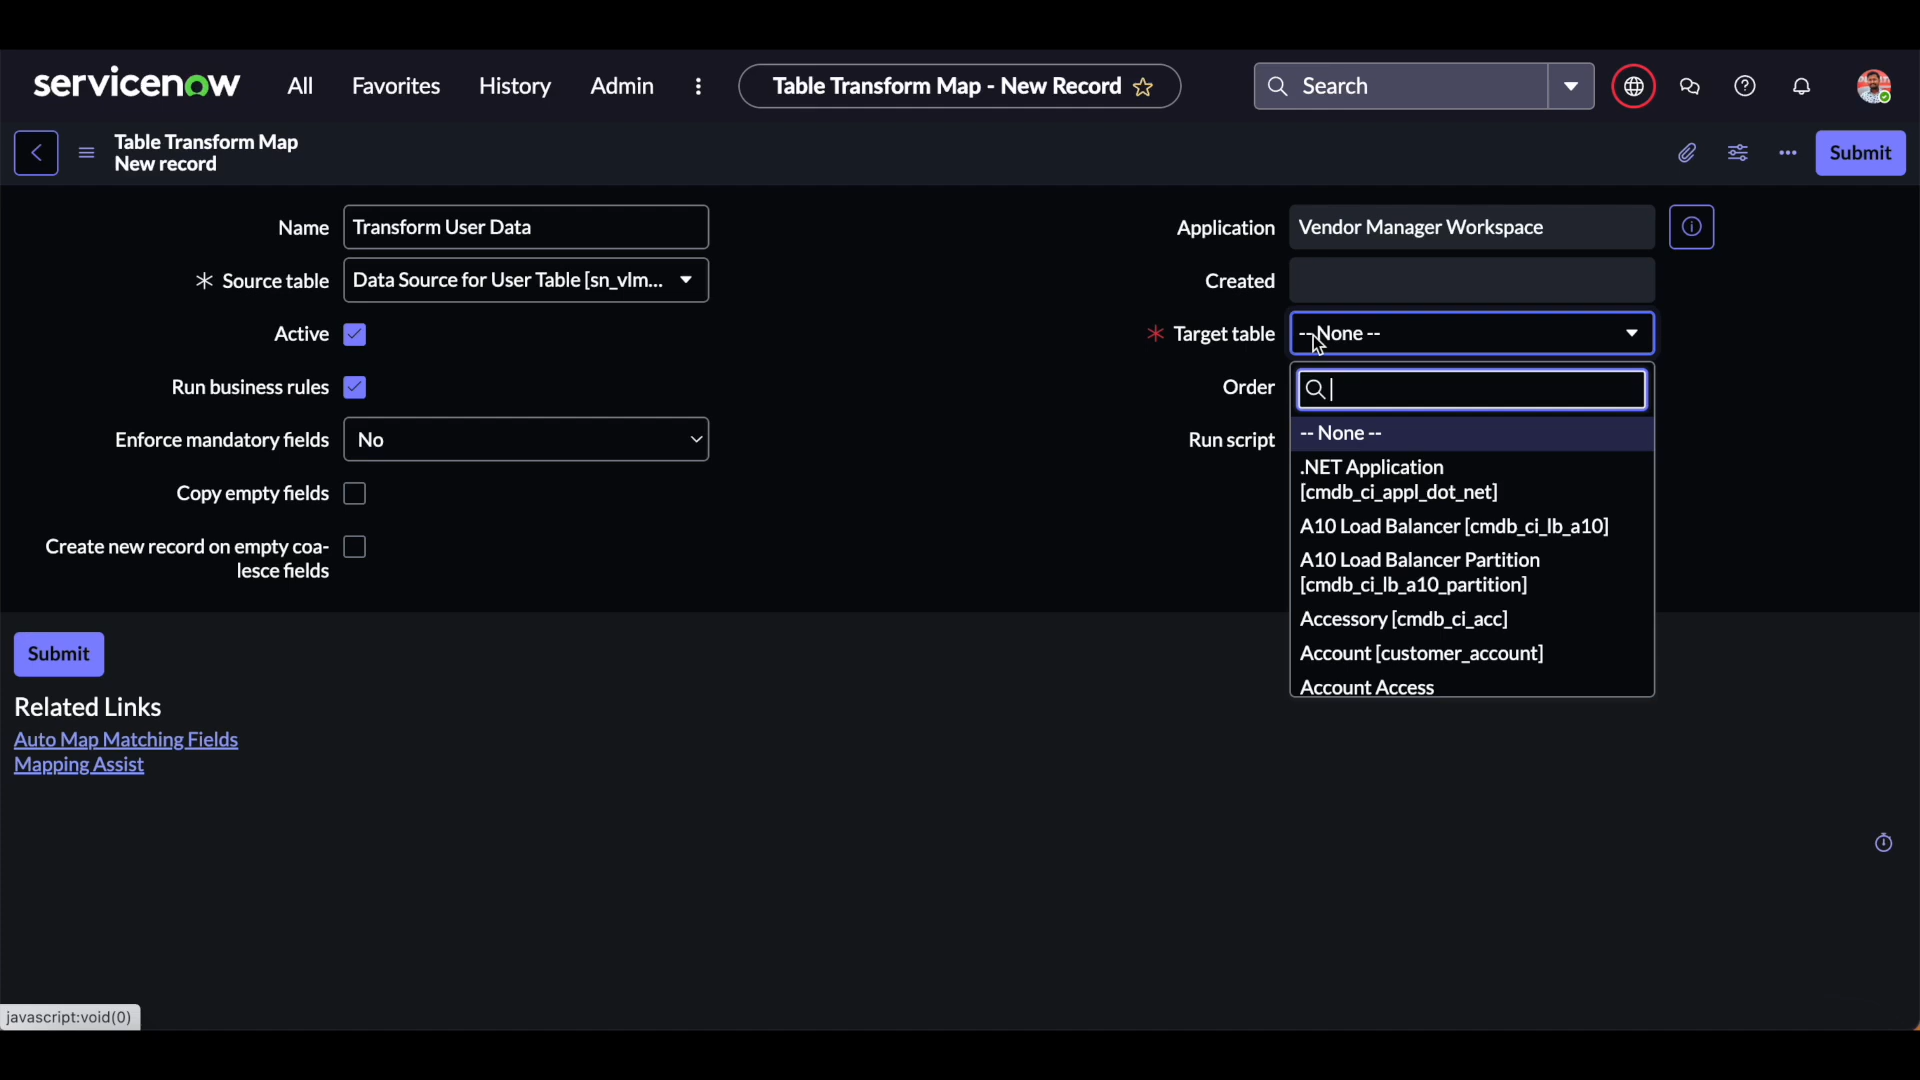 servicenow All Favorites History Admin Table Transform Map - New Record Search
Table Transform Map
New record
Submit
Name Transform User Data
Application Vendor Manager Workspace
* Source table Data Source for User Table [sn_vlm...
Created
Active
* Target table -- None --
Run business rules
Order
Enforce mandatory fields No
Run script
Copy empty fields
Create new record on empty coa-
lesce fields
-- None --
.NET Application
[cmdb_ci_appl_dot_net]
A10 Load Balancer [cmdb_ci_lb_a10]
A10 Load Balancer Partition
[cmdb_ci_lb_a10_partition]
Accessory [cmdb_ci_acc]
Account [customer_account]
Account Access
Submit
Related Links
Auto Map Matching Fields
Mapping Assist
javascript:void(0)